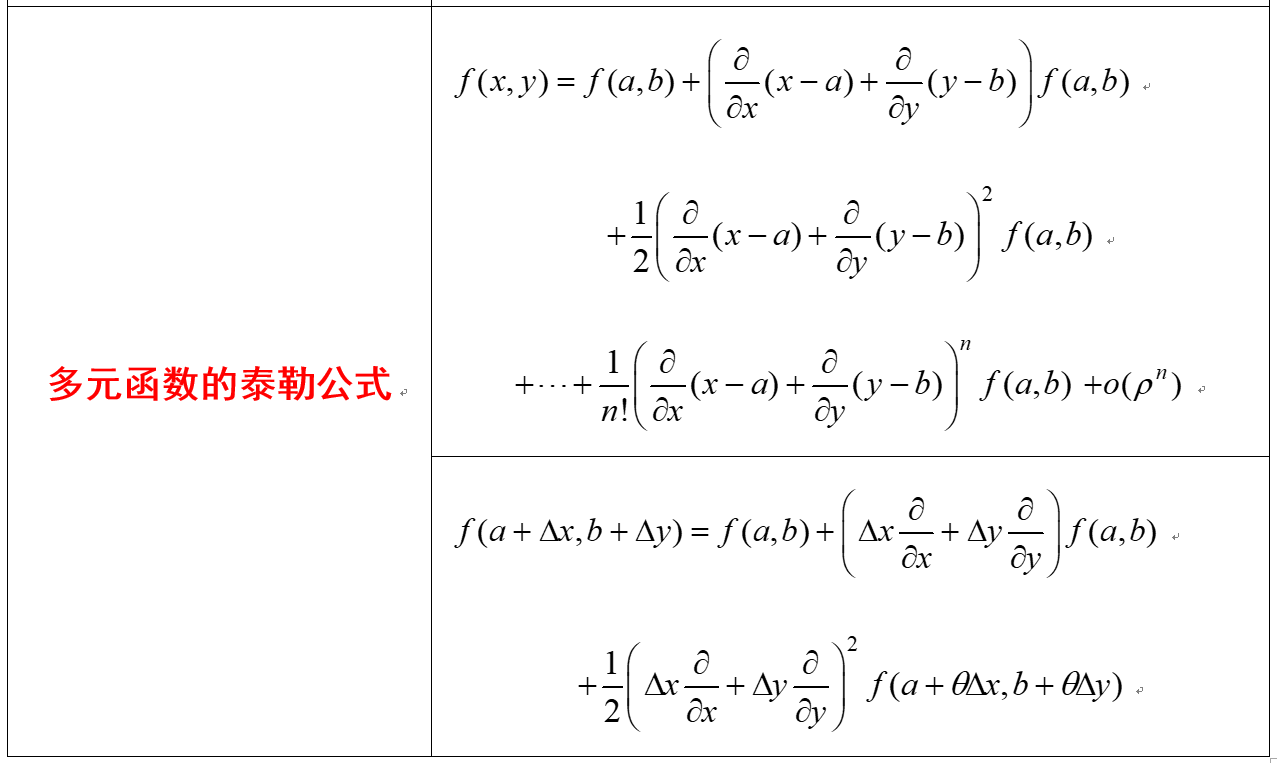 多元函数的泰勒公式
f(x,y) = f(a,b) + (∂/∂x (x−a) + ∂/∂y (y−b)) f(a,b)
+ 1/2 (∂/∂x (x−a) + ∂/∂y (y−b))² f(a,b)
+⋯+ 1/n! (∂/∂x (x−a) + ∂/∂y (y−b))ⁿ f(a,b) +o(ρⁿ)
f(a+Δx,b+Δy) = f(a,b) + (Δx ∂/∂x + Δy ∂/∂y) f(a,b)
+ 1/2 (Δx ∂/∂x + Δy ∂/∂y)² f(a+θΔx,b+θΔy)